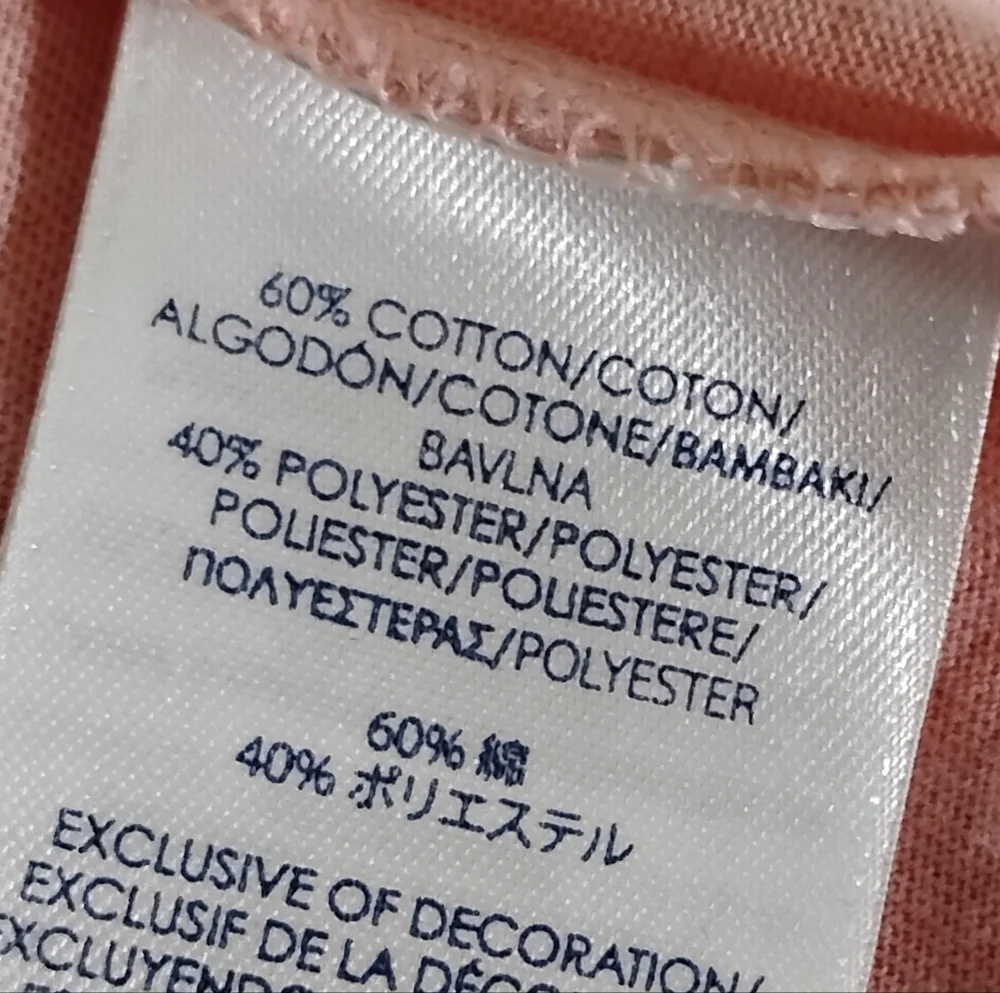 60% COTTON/COTON/
ALGODÓN/COTONE/BAMBAKI/
BAVLNA
40% POLYESTER/POLYESTER/
POLIESTER/POLIESTERE/
ΠΟΛΥΕΣΤΕΡΑΣ/POLYESTER
60% 綿
40% ポリエステル
EXCLUSIVE OF DECORATION/
EXCLUSIF DE LA